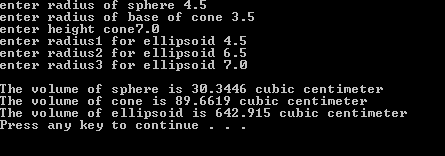 enter radius of sphere 4.5
enter radius of base of cone 3.5
enter height cone7.0
enter radius1 for ellipsoid 4.5
enter radius2 for ellipsoid 6.5
enter radius3 for ellipsoid 7.0
The volume of sphere is 30.3446 cubic centimeter
The volume of cone is 89.6619 cubic centimeter
The volume of ellipsoid is 642.915 cubic centimeter
Press any key to continue . . .